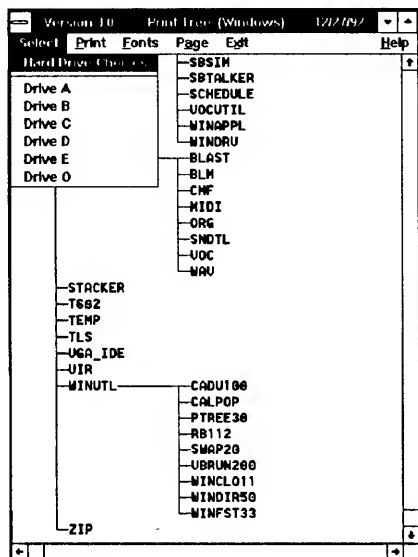 Version 3.0 Print Tree (Windows) 12/27/92
Select Print Fonts Page Exit Help
Hard Drive Choices
Drive A
Drive B
Drive C
Drive D
Drive E
Drive O
SBSIM
SBTALKER
SCHEDULE
VOCUTIL
WINAPPL
WINDRV
BLAST
BLM
CMF
MIDI
ORG
SNDTL
VOC
WAV
STACKER
T682
TEMP
TLS
VGA_IDE
VIR
WINUTL
CADV100
CALPOP
PTREE30
RB112
SWAP20
VBRUN200
WINCLO11
WINDIR50
WINFST33
ZIP